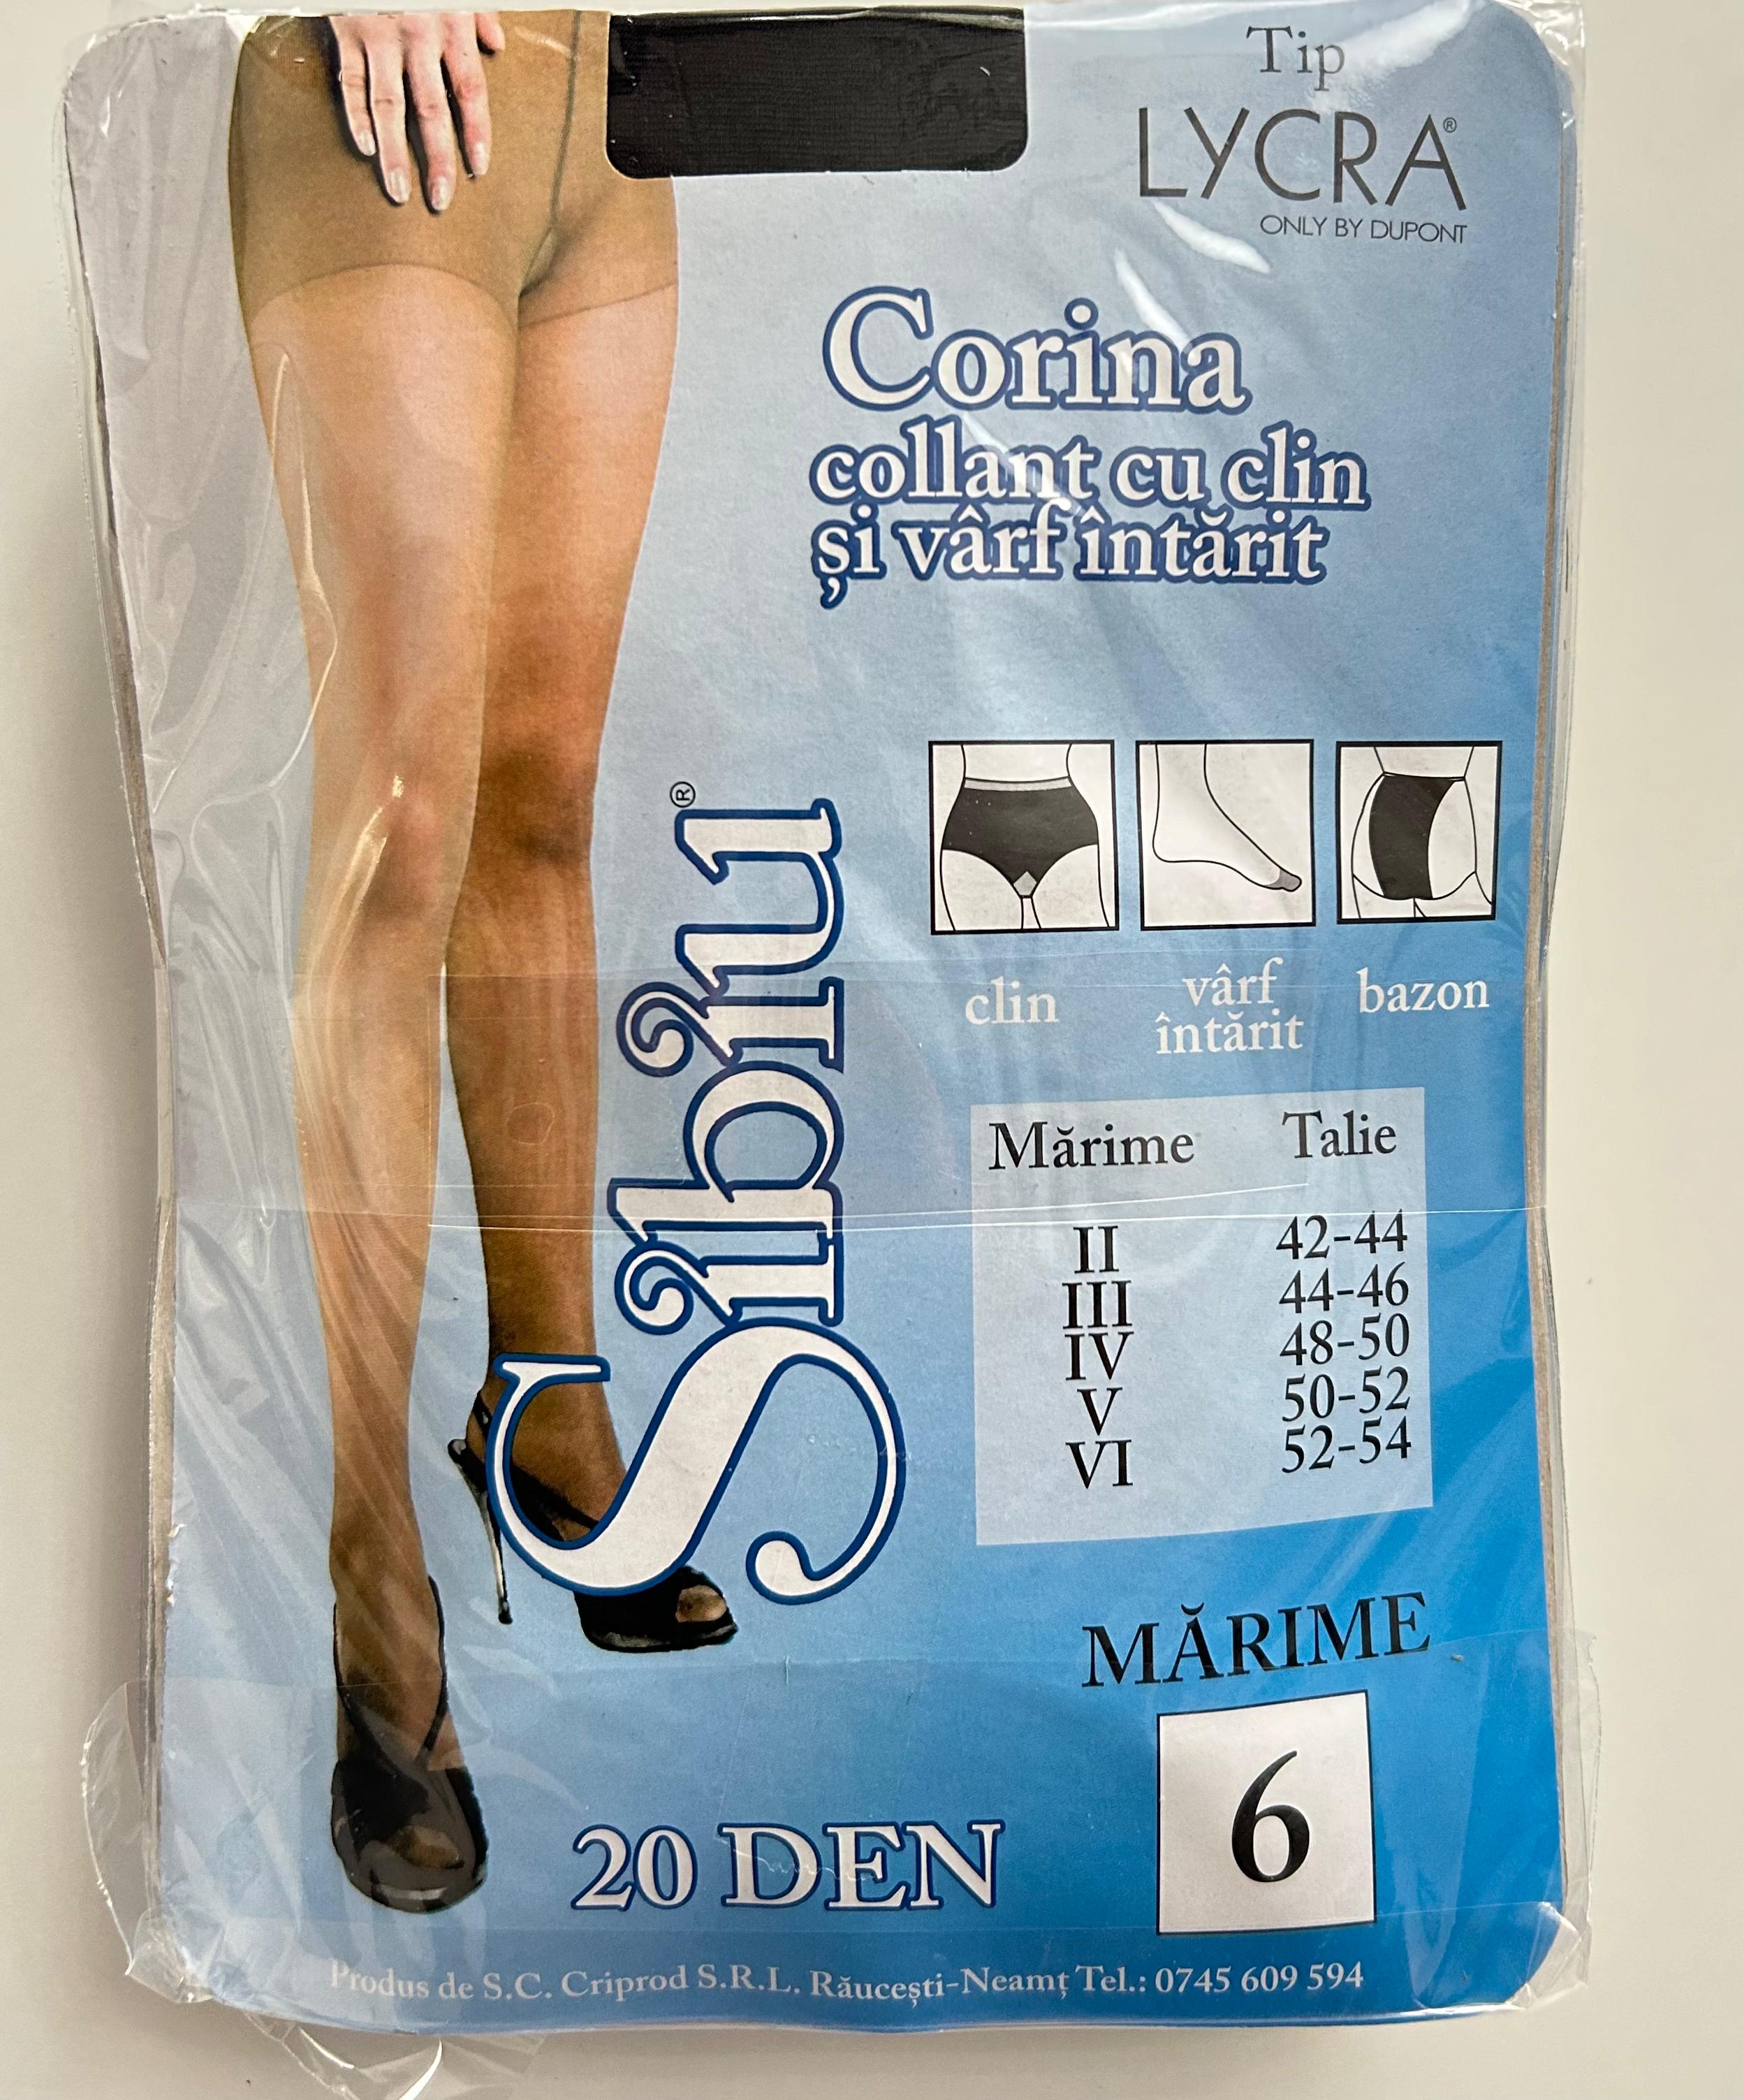 Tip
LYCRA®
ONLY BY DUPONT
Corina
collant cu clin
și vârf întărit
Sibiu®
clin
vârf
întărit
bazon
Mărime Talie
II 42-44
III 44-46
IV 48-50
V 50-52
VI 52-54
MĂRIME
6
20 DEN
Produs de S.C. Criprod S.R.L. Răucești-Neamț Tel.: 0745 609 594